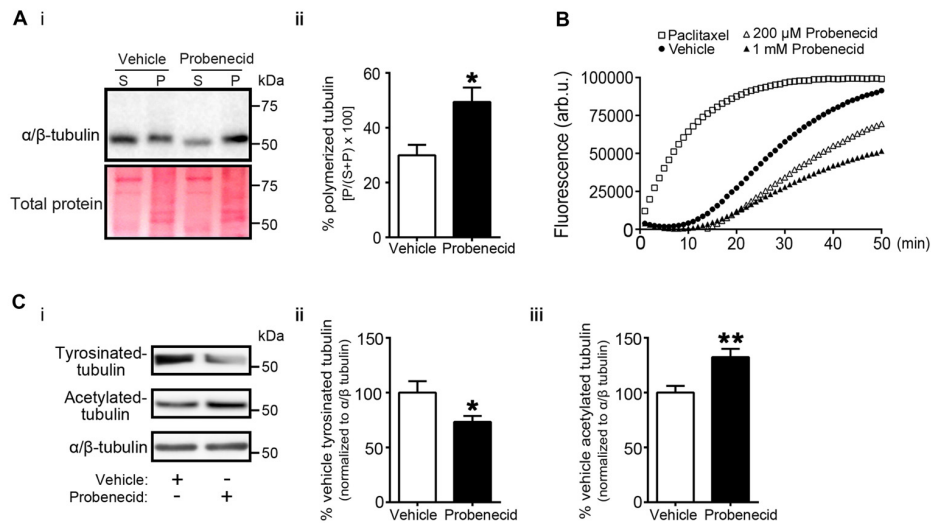 A
i
Vehicle Probenecid
S P S P kDa
α/β-tubulin
75
50
Total protein
75
50
ii
% polymerized tubulin
[P/(S+P) x 100]
60
40
20
0
*
Vehicle Probenecid
B
Paclitaxel
Vehicle
200 µM Probenecid
1 mM Probenecid
Fluorescence (arb.u.)
100000
75000
50000
25000
0
0 10 20 30 40 50 (min)
C
i
kDa
Tyrosinated-
tubulin
50
Acetylated-
tubulin
50
α/β-tubulin
50
Vehicle: + -
Probenecid: - +
ii
% vehicle tyrosinated tubulin
(normalized to α/β tubulin)
150
100
50
0
*
Vehicle Probenecid
iii
% vehicle acetylated tubulin
(normalized to α/β tubulin)
150
100
50
0
**
Vehicle Probenecid